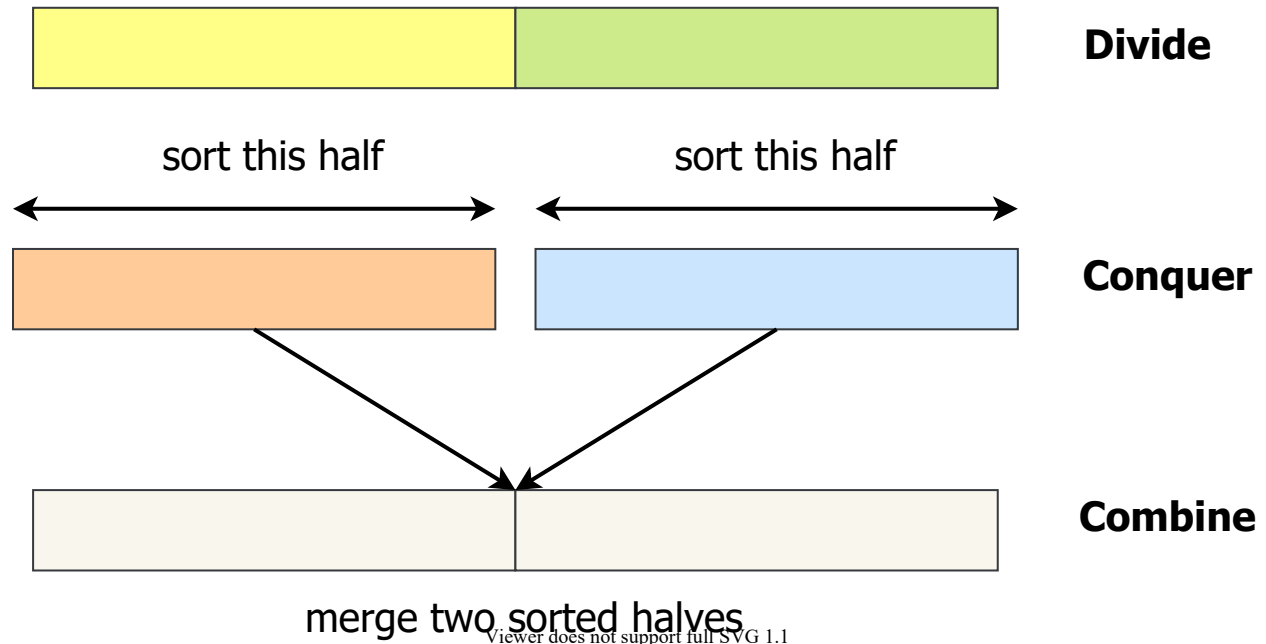 Divide
sort this half
sort this half
Conquer
Combine
merge two sorted halves
Viewer does not support full SVG 1.1